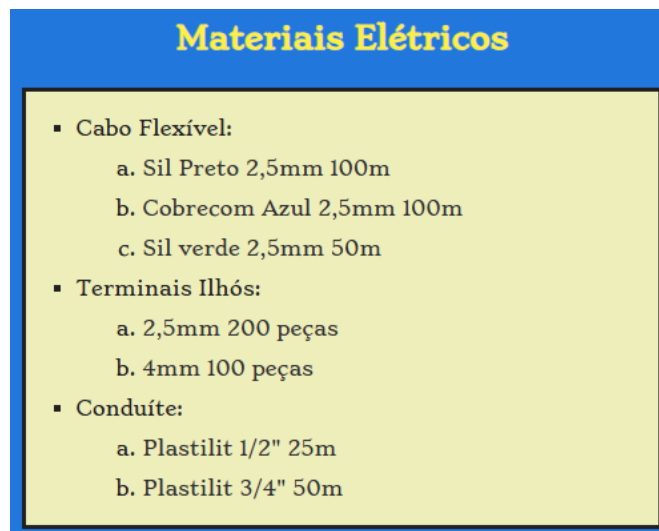 Materiais Elétricos
▪ Cabo Flexível:
a. Sil Preto 2,5mm 100m
b. Cobrecom Azul 2,5mm 100m
c. Sil verde 2,5mm 50m
▪ Terminais Ilhós:
a. 2,5mm 200 peças
b. 4mm 100 peças
▪ Conduíte:
a. Plastilit 1/2" 25m
b. Plastilit 3/4" 50m